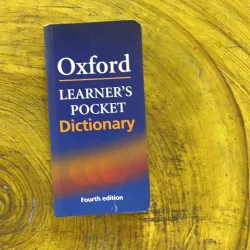 Oxford
LEARNER'S
POCKET
Dictionary
Fourth edition